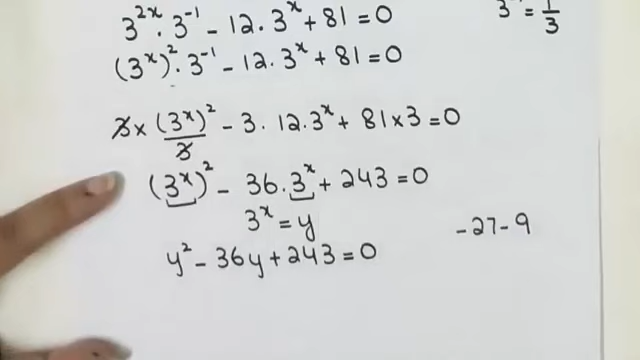 3^{2x} · 3^{-1} - 12 · 3^x + 81 = 0
= 1/3
(3^x)^2 · 3^{-1} - 12 · 3^x + 81 = 0
3 × (3^x)^2/3 - 3 · 12 · 3^x + 81 × 3 = 0
(3^x)^2 - 36 · 3^x + 243 = 0
3^x = y
-27 - 9
y^2 - 36y + 243 = 0